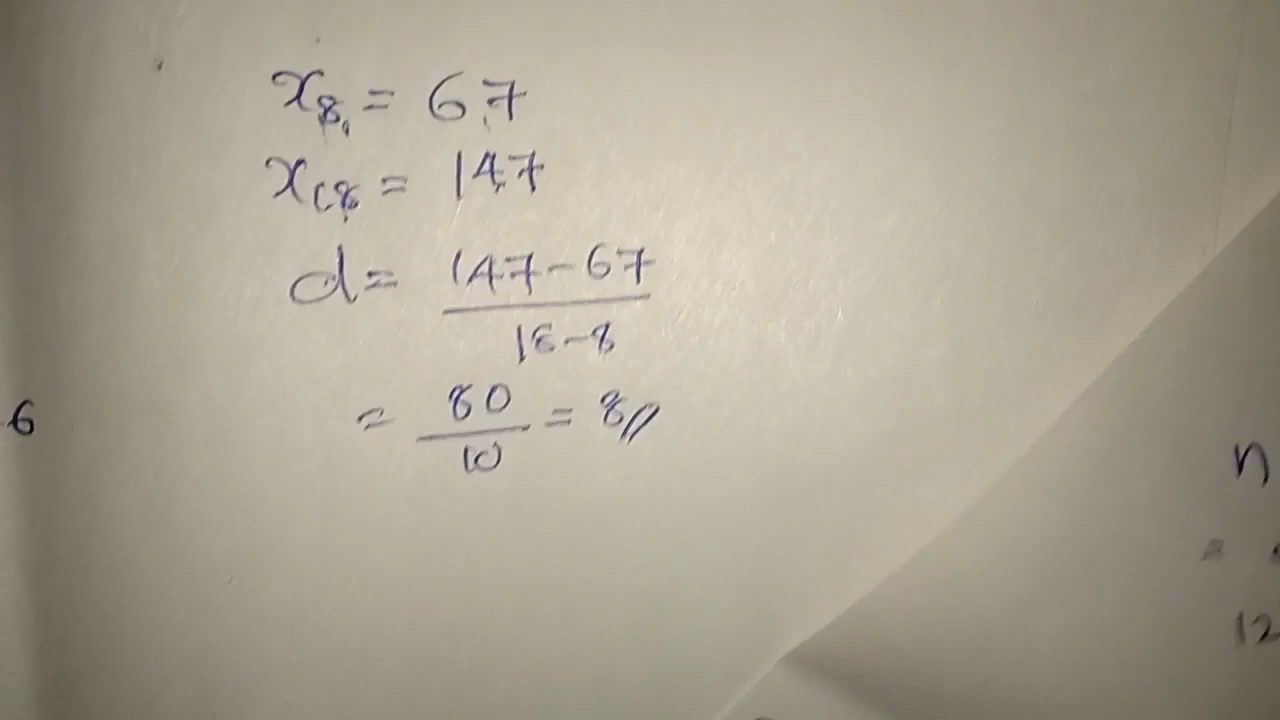 x₈ = 67
x₁₈ = 147
d = 147-67
18-8
= 80 = 8//
10
6
n
12